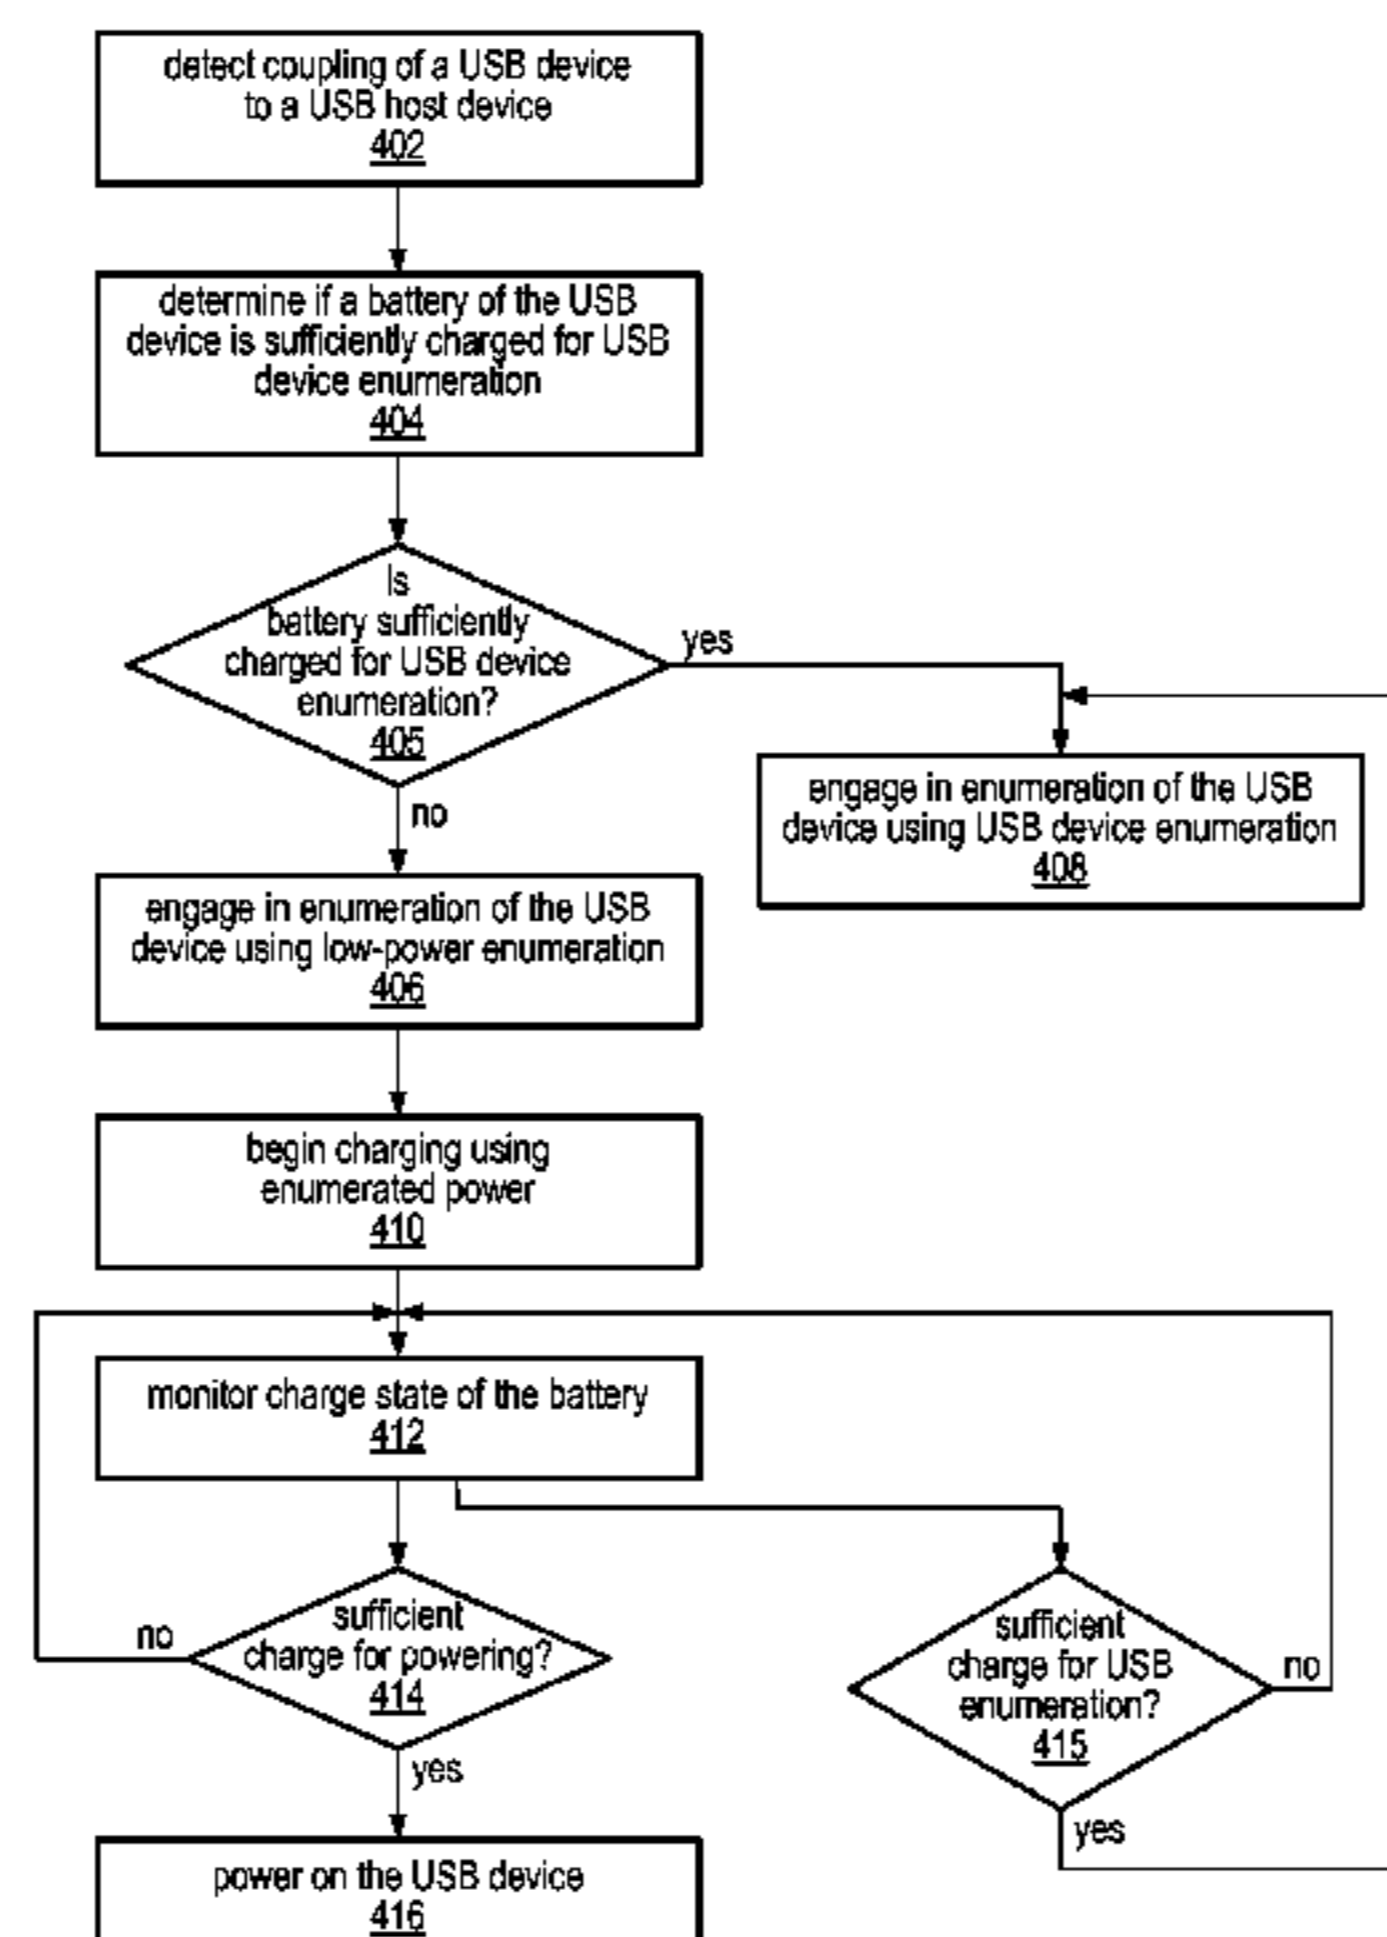 detect coupling of a USB device
to a USB host device
402
determine if a battery of the USB
device is sufficiently charged for USB
device enumeration
404
Is
battery sufficiently
charged for USB device
enumeration?
405
yes
no
engage in enumeration of the USB
device using USB device enumeration
408
engage in enumeration of the USB
device using low-power enumeration
406
begin charging using
enumerated power
410
monitor charge state of the battery
412
sufficient
charge for powering?
414
no
yes
sufficient
charge for USB
enumeration?
415
no
yes
power on the USB device
416